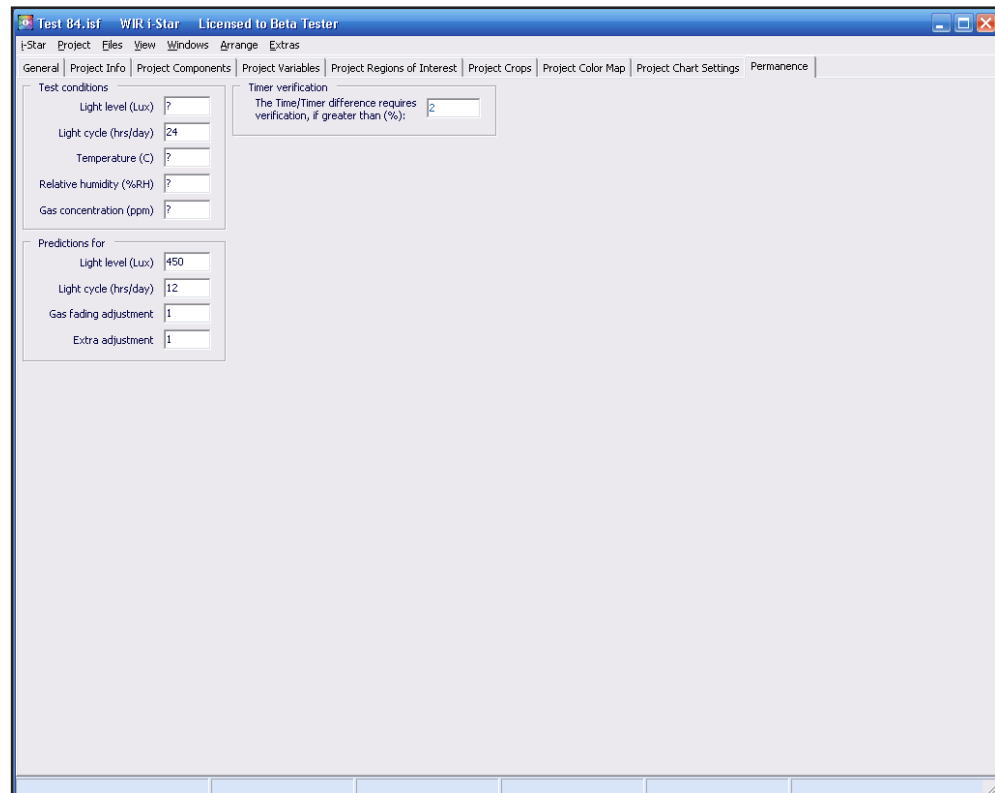 Test 84.isf WIR i-Star Licensed to Beta Tester
i-Star Project Files View Windows Arrange Extras
General Project Info Project Components Project Variables Project Regions of Interest Project Crops Project Color Map Project Chart Settings Permanence
Test conditions
Light level (Lux) ?
Light cycle (hrs/day) 24
Temperature (C) ?
Relative humidity (%RH) ?
Gas concentration (ppm) ?
Predictions for
Light level (Lux) 450
Light cycle (hrs/day) 12
Gas fading adjustment 1
Extra adjustment 1
Timer verification
The Time/Timer difference requires
verification, if greater than (%): 2